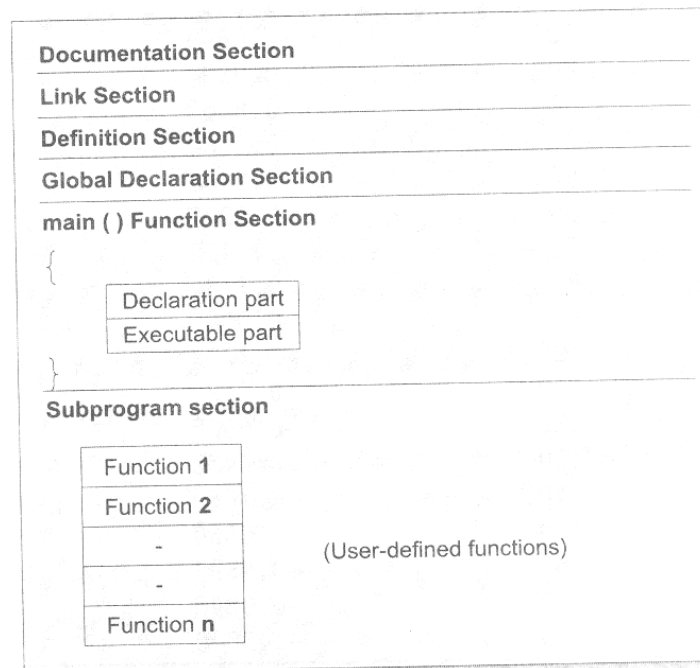 Documentation Section
Link Section
Definition Section
Global Declaration Section
main ( ) Function Section
{
Declaration part
Executable part
}
Subprogram section
Function 1
Function 2
-
(User-defined functions)
-
Function n